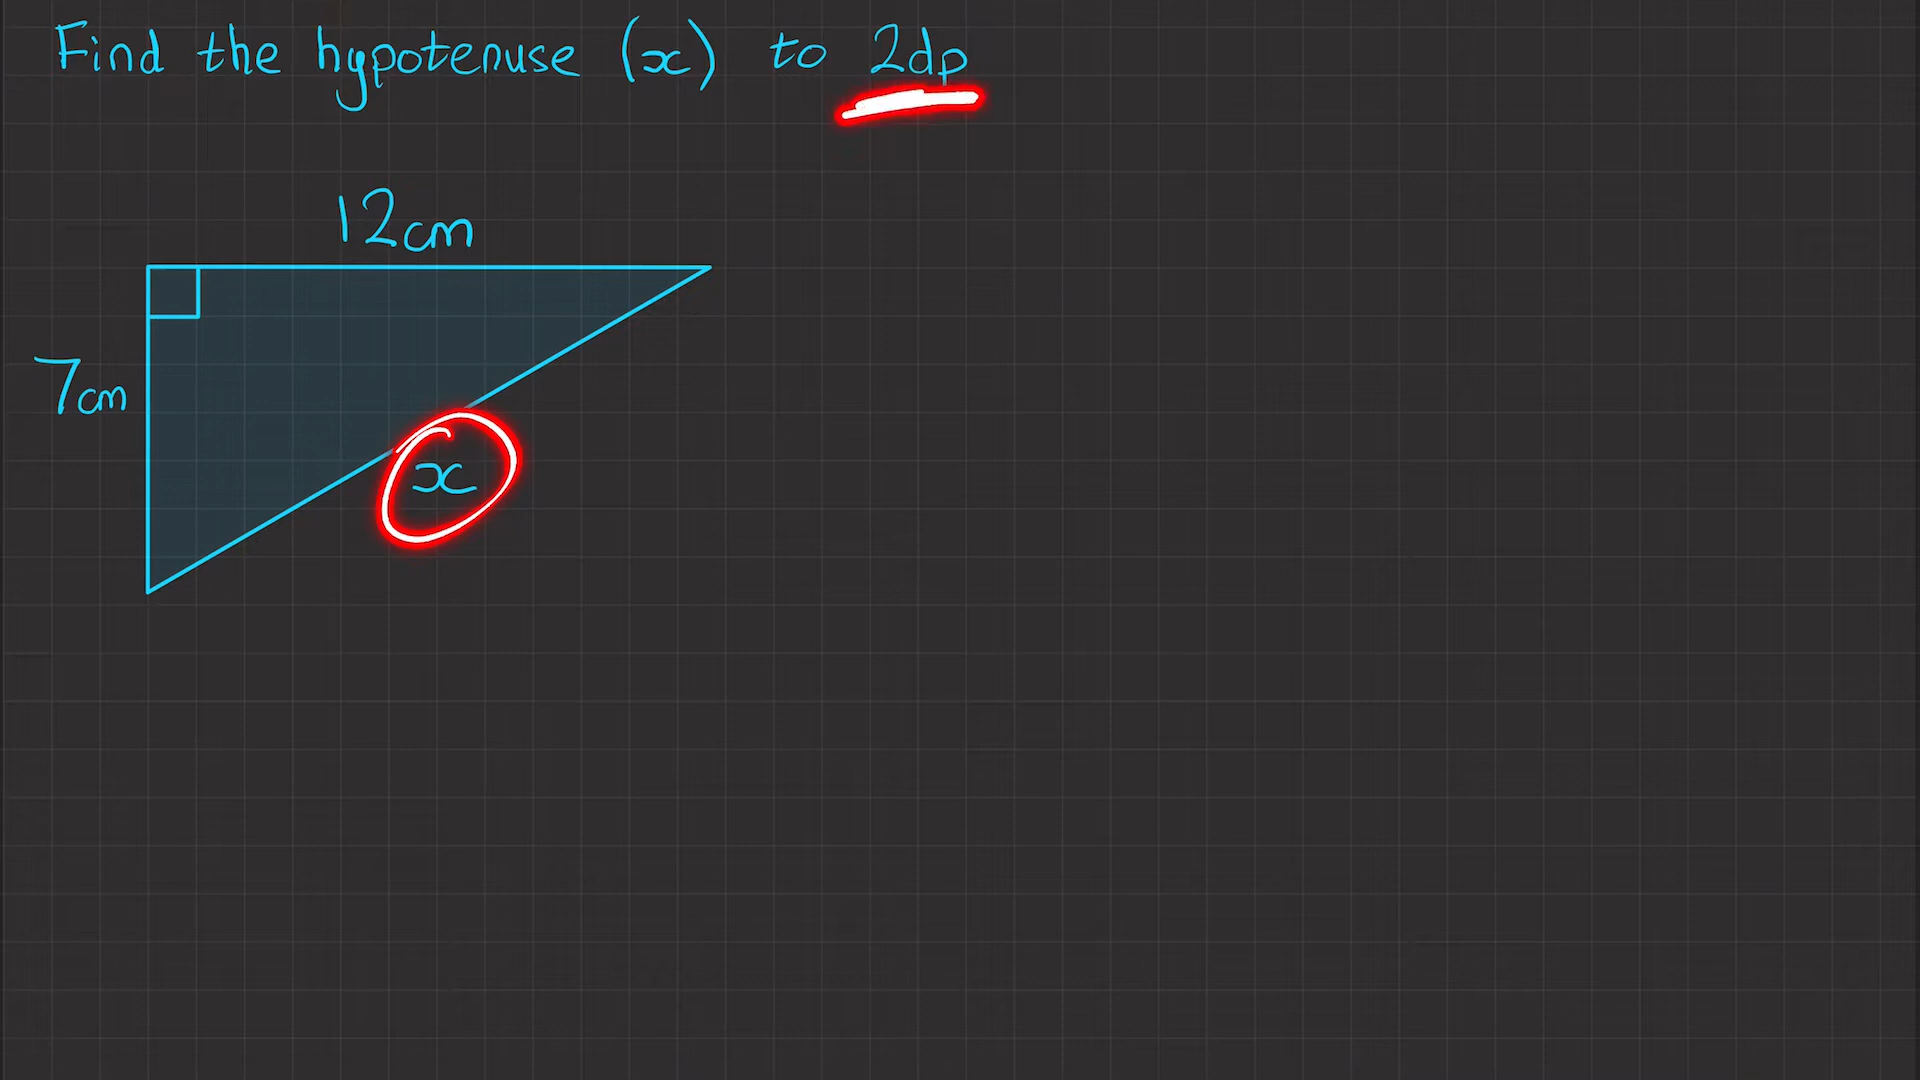 Find the hypotenuse (x) to 2dp
12cm
7cm
x